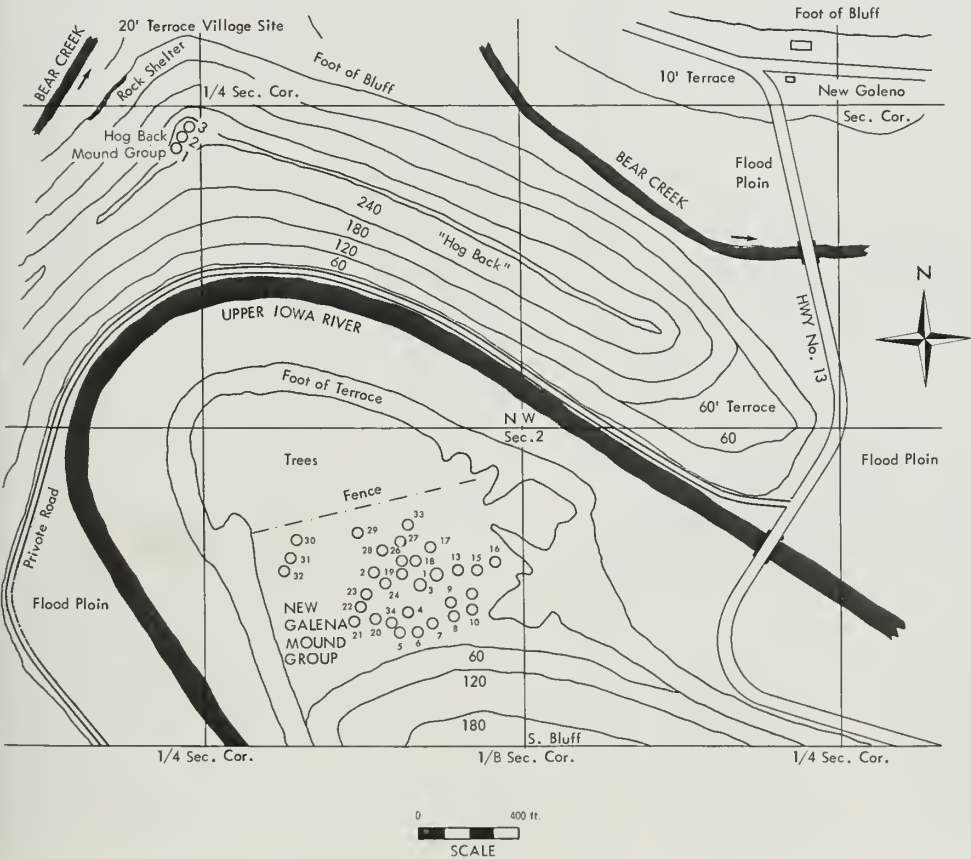 20' Terroce Village Site
Foot of Bluff
BEAR CREEK
Rock Shelter
Foot of Bluff
10' Terrace
New Goleno
1/4 Sec. Cor.
Sec. Cor.
Hog Back
Mound Group
3
2
1
BEAR CREEK
Flood
Ploin
240
180
120
60
"Hog Back"
N
UPPER IOWA RIVER
HWY No. 13
Foot of Terroce
60' Terroce
60
N W
Sec.2
Trees
Flood Ploin
Fence
Private Road
33
29
27
30
28
26
17
16
31
18
13
15
32
2
19
1
24
3
23
9
22
34
4
10
21
20
5
6
7
8
Flood Ploin
NEW
GALENA
MOUND
GROUP
60
120
180
S. Bluff
1/4 Sec. Cor.
1/8 Sec. Cor.
1/4 Sec. Cor.
0
400 ft.
SCALE